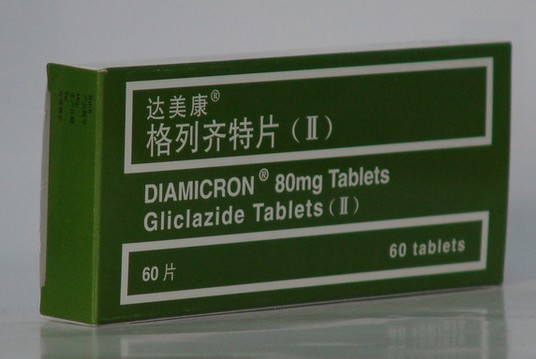 达美康®
格列齐特片(Ⅱ)
DIAMICRON® 80mg Tablets
Gliclazide Tablets(Ⅱ)
60片
60 tablets